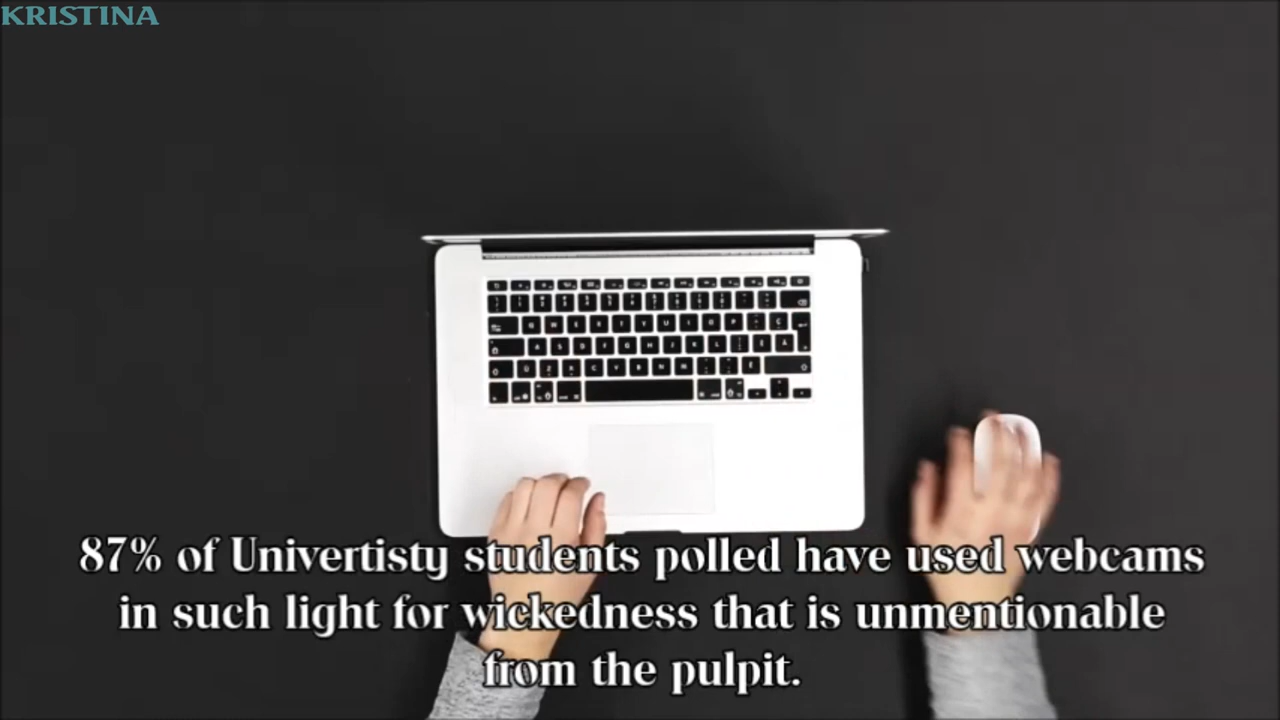 KRISTINA
87% of Univertisty students polled have used webcams
in such light for wickedness that is unmentionable
from the pulpit.